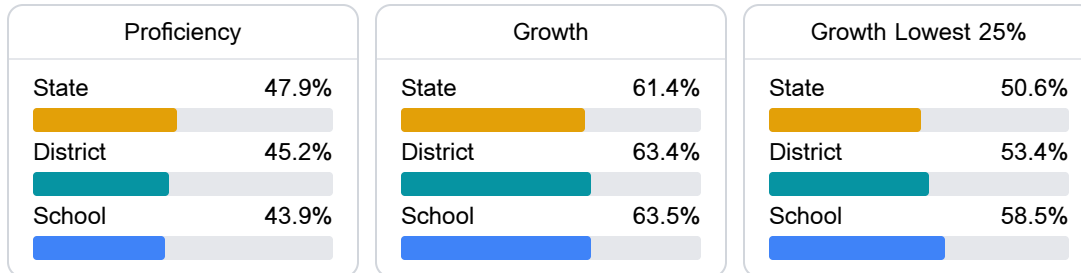 Proficiency
State 47.9%
District 45.2%
School 43.9%
Growth
State 61.4%
District 63.4%
School 63.5%
Growth Lowest 25%
State 50.6%
District 53.4%
School 58.5%